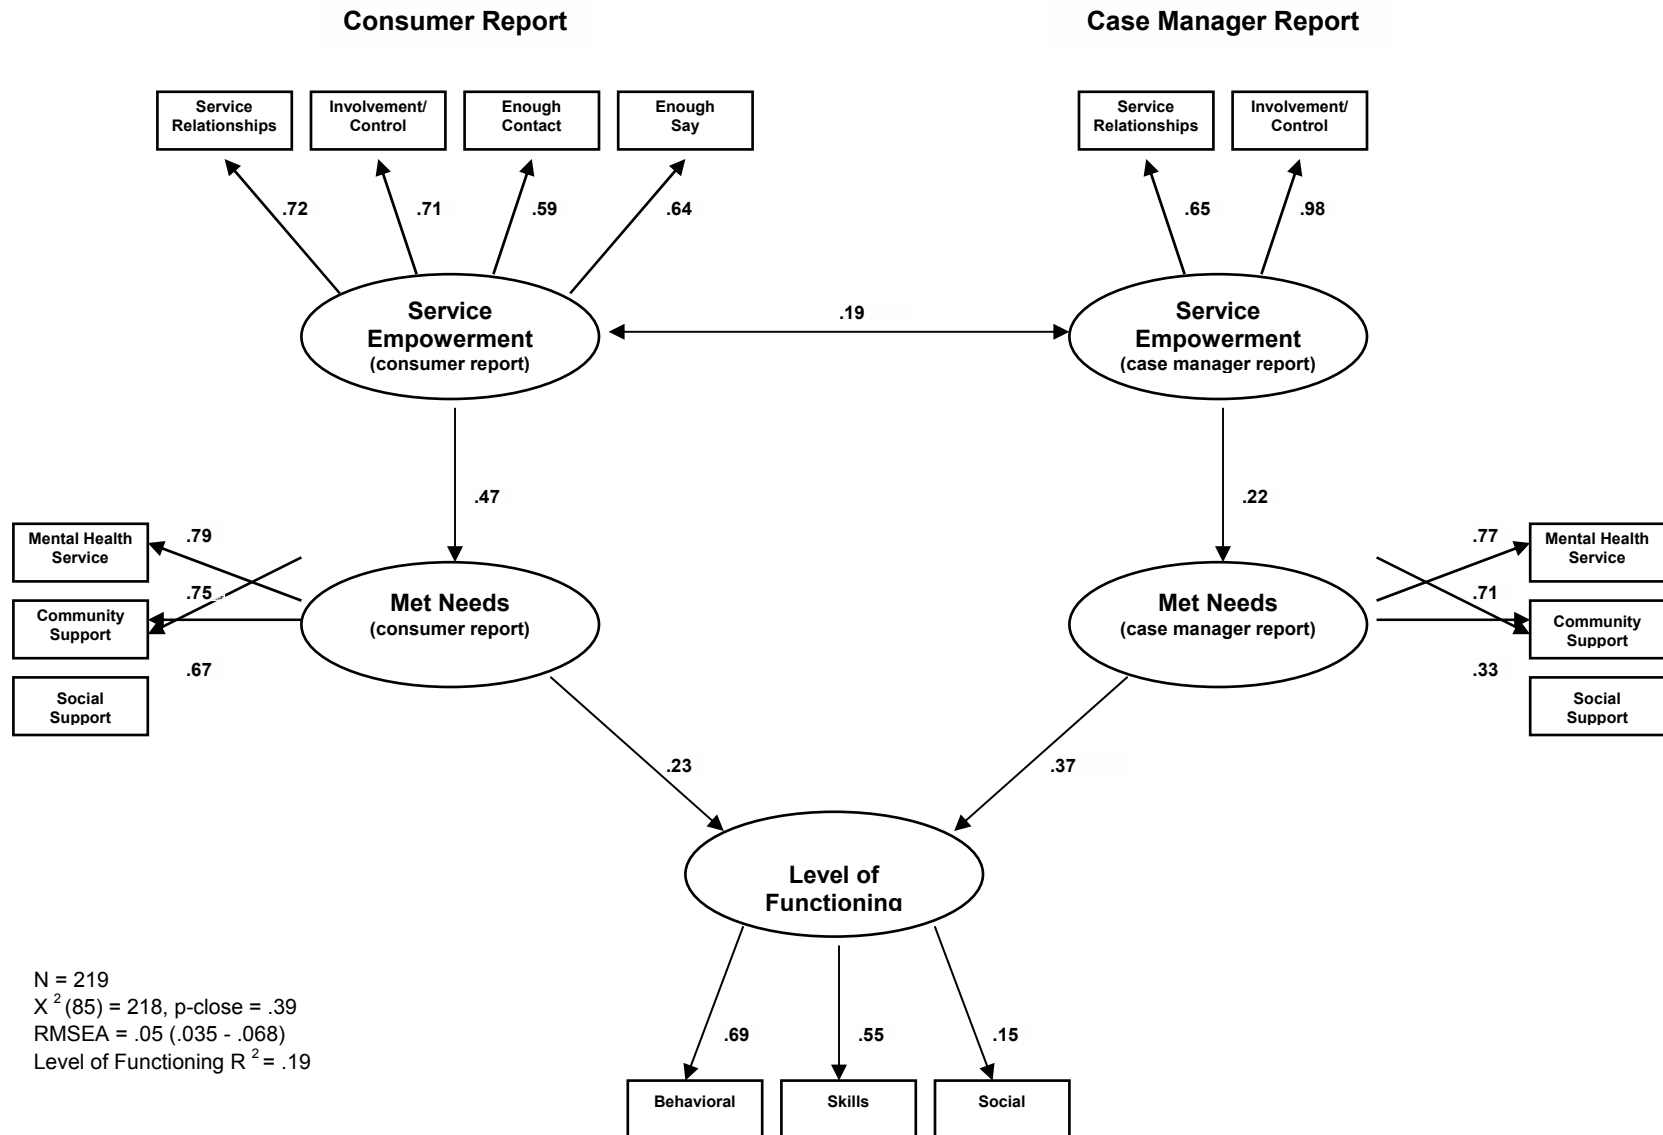 Consumer Report
Case Manager Report
Service
Relationships
Involvement/
Control
Enough
Contact
Enough
Say
Service
Relationships
Involvement/
Control
.72
.71
.59
.64
.65
.98
Service
Empowerment
(consumer report)
.19
Service
Empowerment
(case manager report)
.47
.22
Mental Health
Service
.79
.75
Community
Support
.67
Social
Support
Met Needs
(consumer report)
Met Needs
(case manager report)
.77
Mental Health
Service
.71
Community
Support
.33
Social
Support
.23
.37
Level of
Functioning
N = 219
X 2 (85) = 218, p-close = .39
RMSEA = .05 (.035 - .068)
Level of Functioning R 2 = .19
.69
.55
.15
Behavioral
Skills
Social